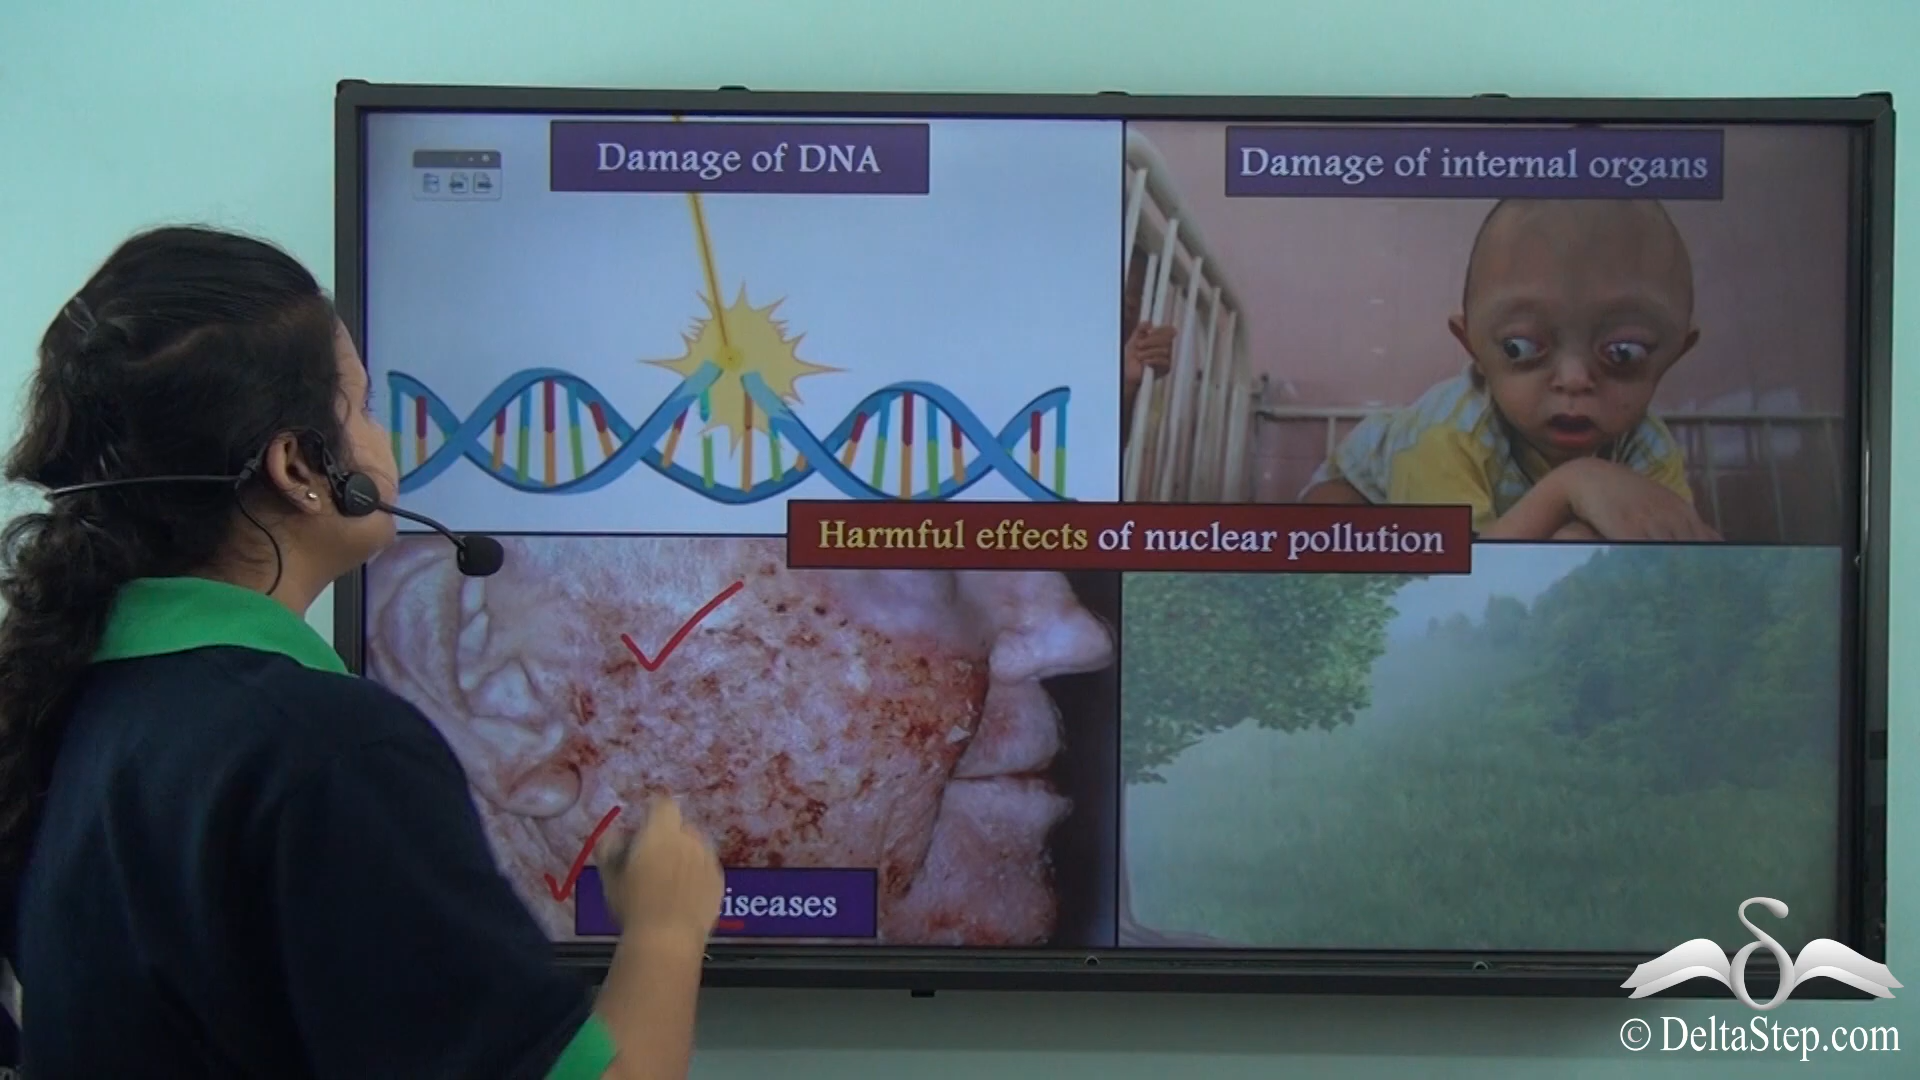 Damage of DNA
Damage of internal organs
Harmful effects of nuclear pollution
iseases
© DeltaStep.com